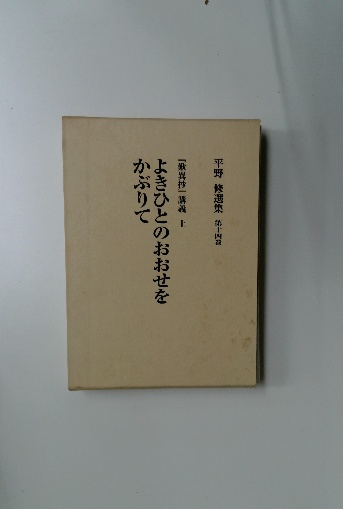 平野 修選集 第十四巻
『歎異抄』講義 上
よきひとのおおせを
かぶりて